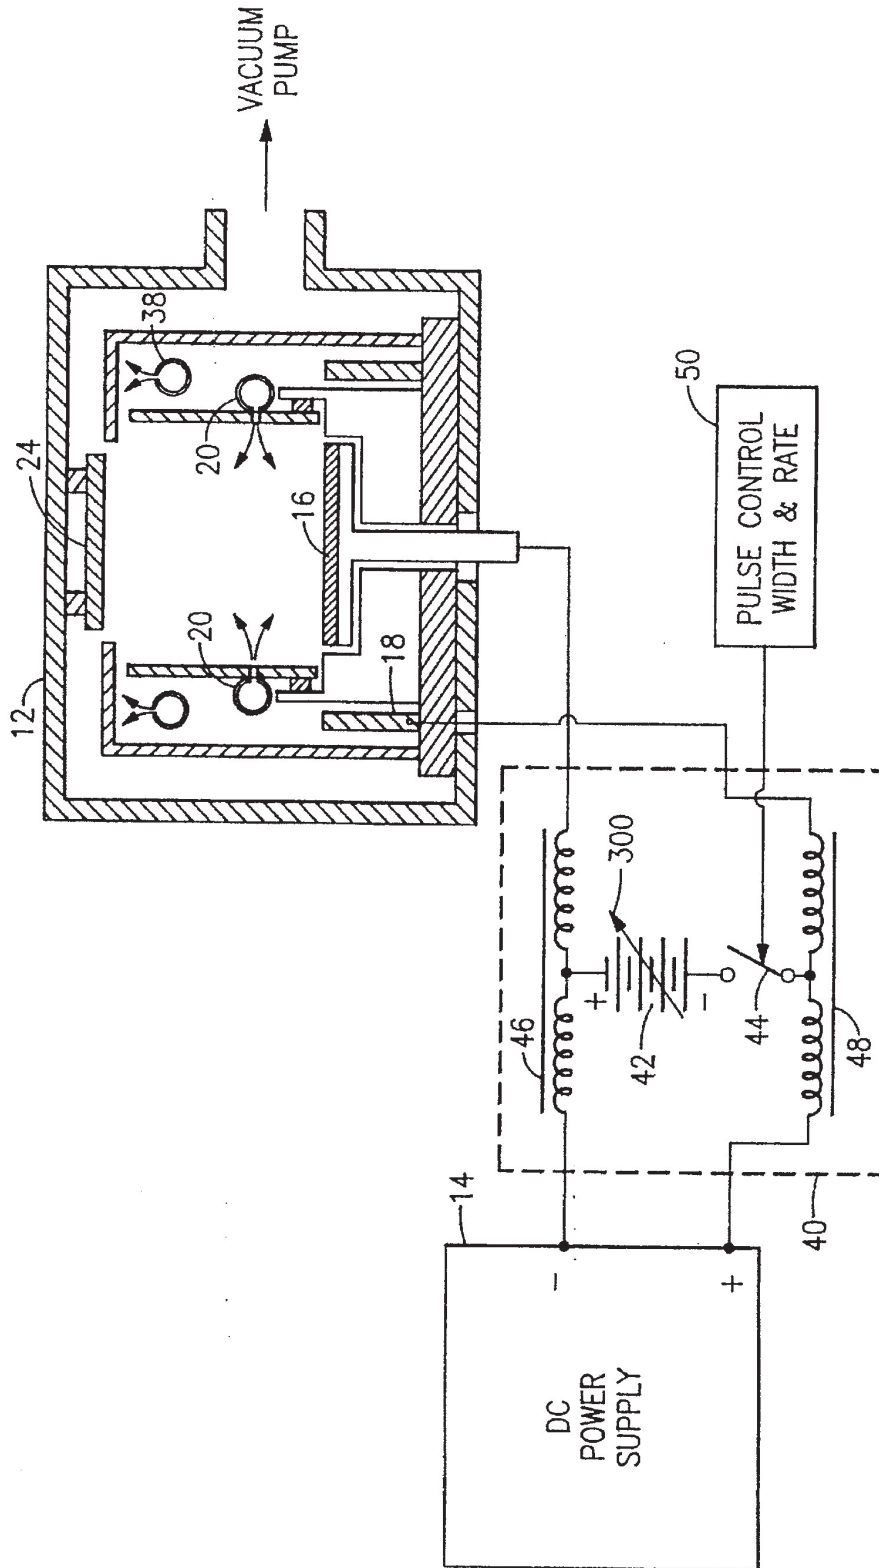 VACUUM
PUMP
12
24
38
20
20
16
18
50
PULSE CONTROL
WIDTH & RATE
14
DC
POWER
SUPPLY
-
+
46
+
300
42
-
44
48
40